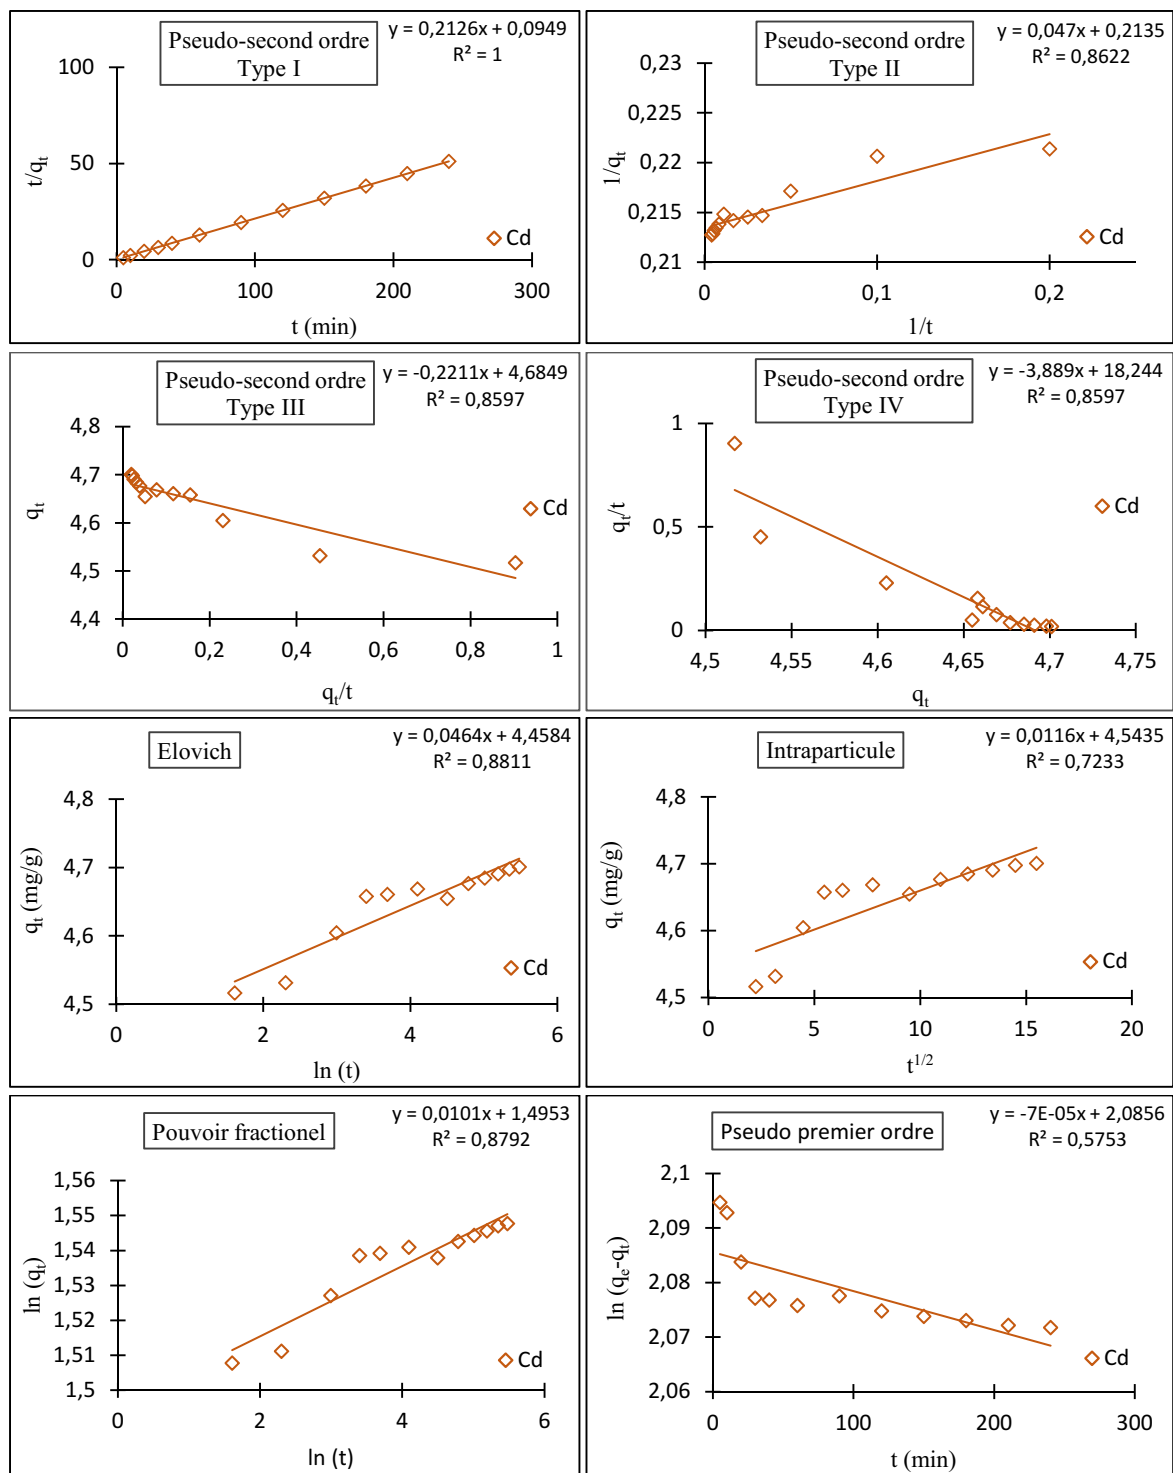 Pseudo-second ordre
Type I
y = 0,2126x + 0,0949
R² = 1
100
50
0
t/qt
0 100 200 300
t (min)
Cd
Pseudo-second ordre
Type II
y = 0,047x + 0,2135
R² = 0,8622
0,23
0,225
0,22
0,215
0,21
1/qt
0 0,1 0,2
1/t
Cd
Pseudo-second ordre
Type III
y = -0,2211x + 4,6849
R² = 0,8597
4,8
4,7
4,6
4,5
4,4
qt
0 0,2 0,4 0,6 0,8 1
qt/t
Cd
Pseudo-second ordre
Type IV
y = -3,889x + 18,244
R² = 0,8597
1
0,5
0
qt/t
4,5 4,55 4,6 4,65 4,7 4,75
qt
Cd
Elovich
y = 0,0464x + 4,4584
R² = 0,8811
4,8
4,7
4,6
4,5
qt (mg/g)
0 2 4 6
ln (t)
Cd
Intraparticule
y = 0,0116x + 4,5435
R² = 0,7233
4,8
4,7
4,6
4,5
qt (mg/g)
0 5 10 15 20
t1/2
Cd
Pouvoir fractionel
y = 0,0101x + 1,4953
R² = 0,8792
1,56
1,55
1,54
1,53
1,52
1,51
1,5
ln (qt)
0 2 4 6
ln (t)
Cd
Pseudo premier ordre
y = -7E-05x + 2,0856
R² = 0,5753
2,1
2,09
2,08
2,07
2,06
ln (qe-qt)
0 100 200 300
t (min)
Cd